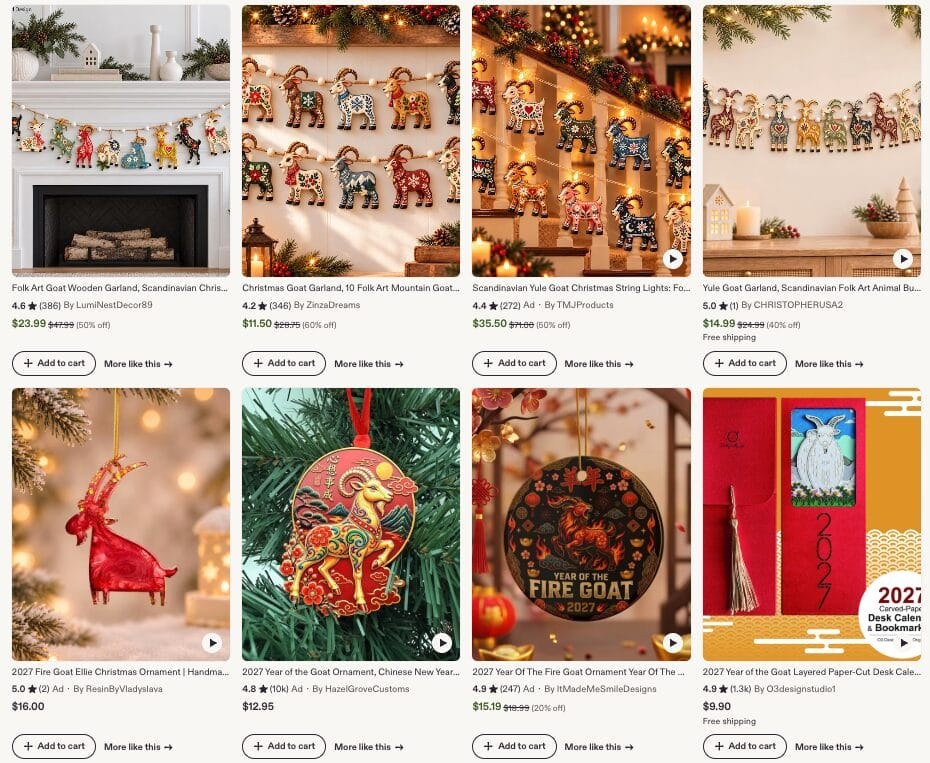 Design
Folk Art Goat Wooden Garland, Scandinavian Chris...
4.6 ★ (386) By LumiNestDecor89
$23.99 $47.99 (50% off)
+ Add to cart More like this →
Christmas Goat Garland, 10 Folk Art Mountain Goat...
4.2 ★ (346) By ZinzaDreams
$11.50 $28.75 (60% off)
+ Add to cart More like this →
Scandinavian Yule Goat Christmas String Lights: Fo...
4.4 ★ (272) Ad · By TMJProducts
$35.50 $71.00 (50% off)
+ Add to cart More like this →
Yule Goat Garland, Scandinavian Folk Art Animal Bu...
5.0 ★ (1) By CHRISTOPHERUSA2
$14.99 $24.99 (40% off)
Free shipping
+ Add to cart More like this →
2027 Fire Goat Ellie Christmas Ornament | Handma...
5.0 ★ (2) Ad · By ResinByVladyslava
$16.00
+ Add to cart More like this →
心想
事成
2027 Year of the Goat Ornament, Chinese New Year...
4.8 ★ (10k) Ad · By HazelGroveCustoms
$12.95
+ Add to cart More like this →
YEAR OF THE
FIRE GOAT
2027
2027 Year Of The Fire Goat Ornament Year Of The ...
4.9 ★ (247) Ad · By ItMadeMeSmileDesigns
$15.19 $18.99 (20% off)
+ Add to cart More like this →
2027
2027
Carved-Pape
Desk Calen
& Bookmark
2027 Year of the Goat Layered Paper-Cut Desk Cale...
4.9 ★ (1.3k) By O3designstudio1
$9.90
Free shipping
+ Add to cart More like this →